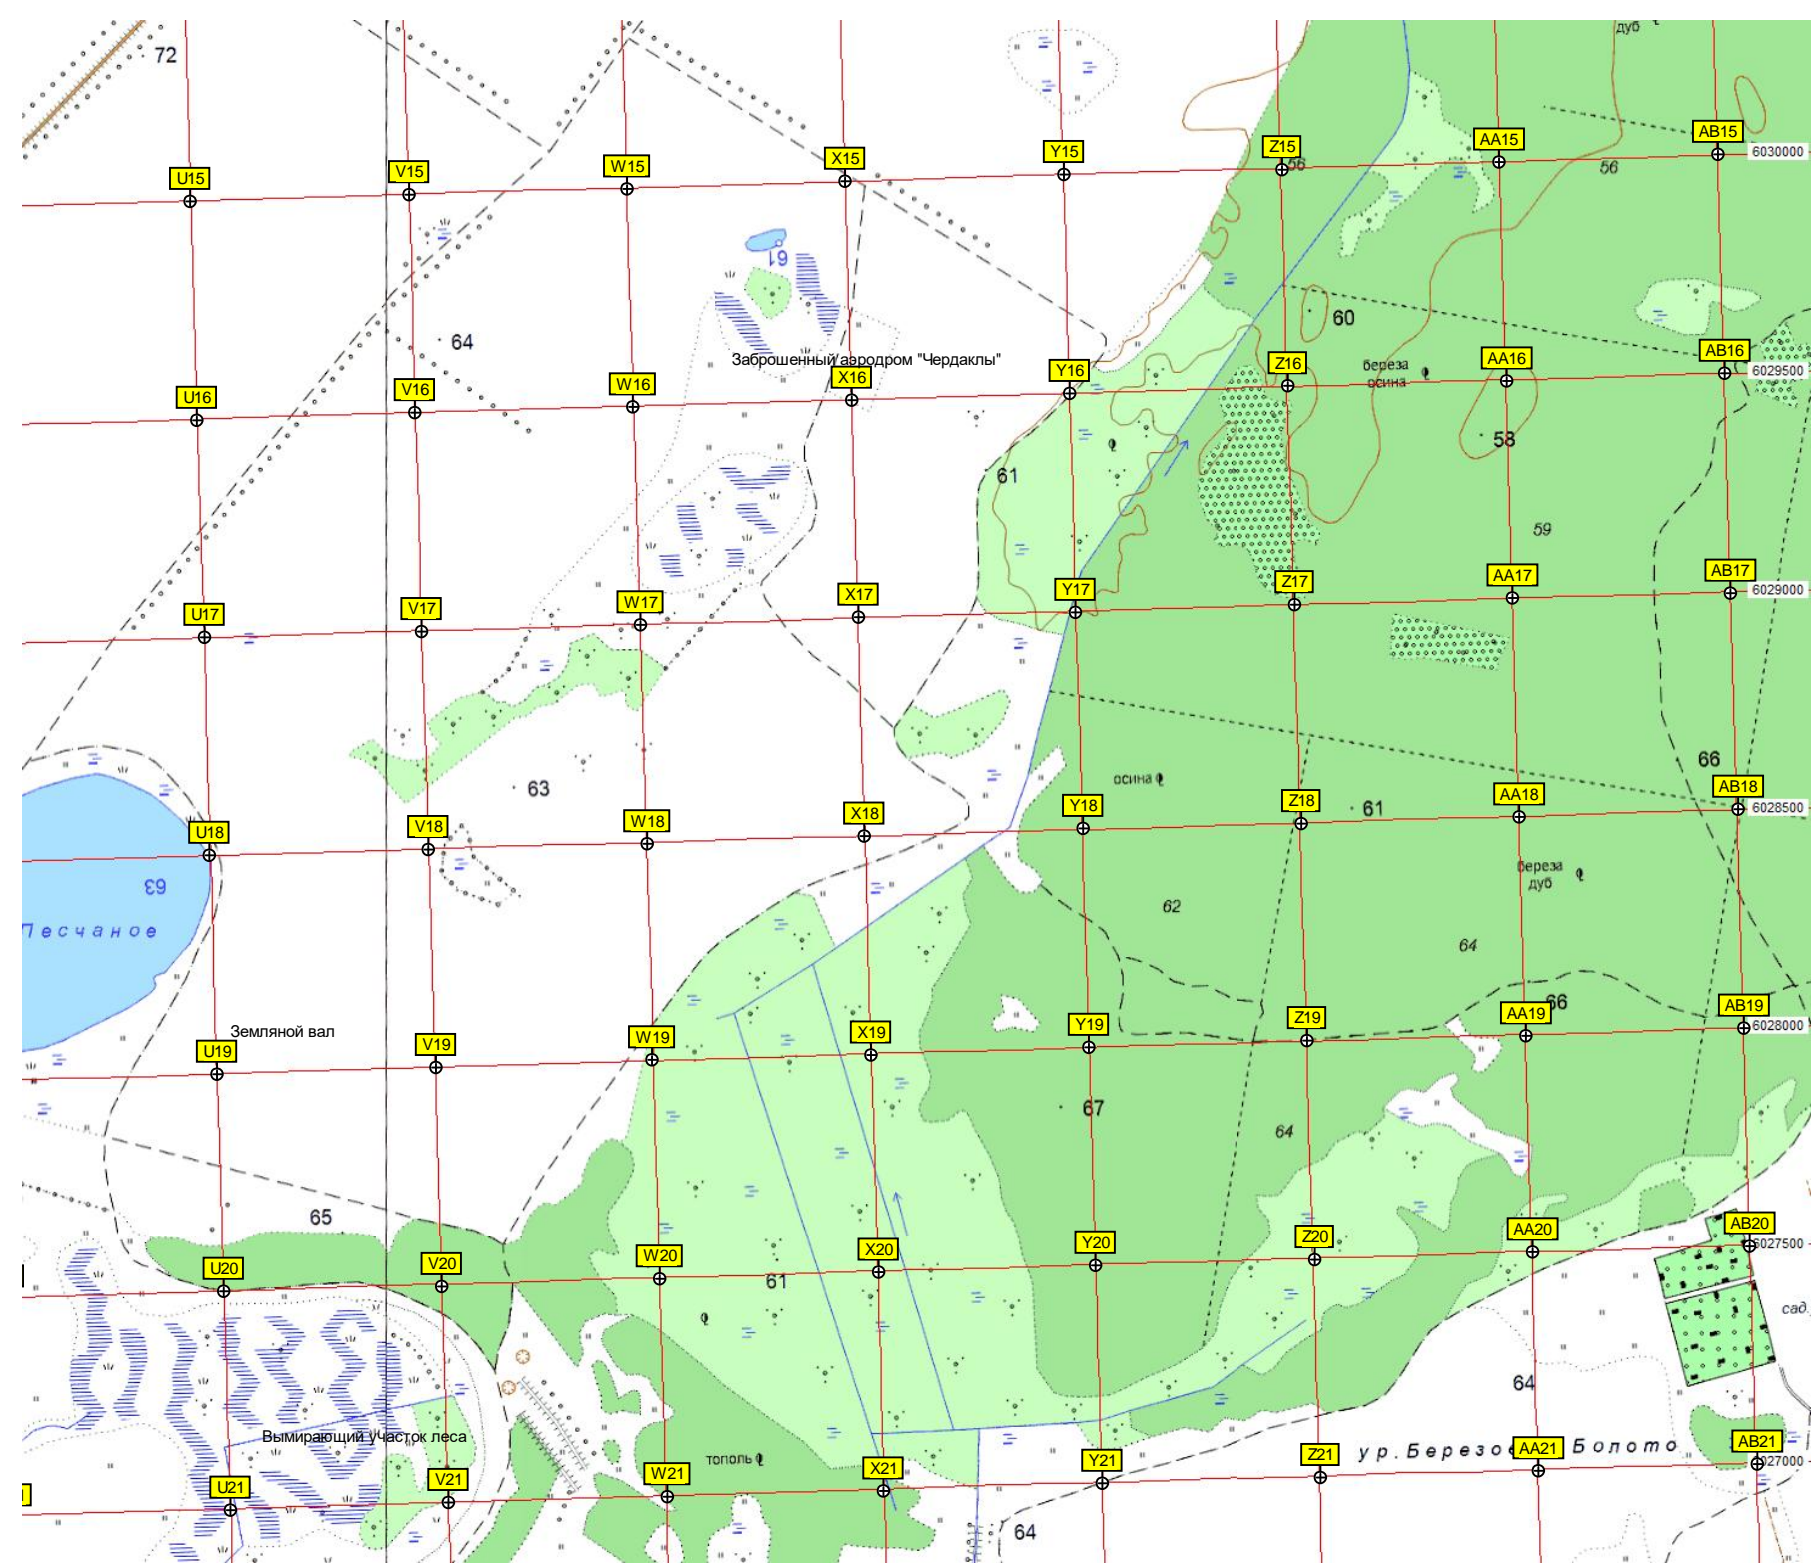 дуб
72
AB15
AA15
6030000
Z15
Y15
X15
W15
V15
U15
56
56
61
60
64
Заброшенный аэродром "Чердаклы"
AB16
AA16
Z16
Y16
X16
W16
V16
U16
береза
осина
6029500
58
61
59
AB17
AA17
Z17
Y17
X17
W17
V17
U17
6029000
66
осина
63
AB18
AA18
Z18
Y18
X18
W18
V18
U18
61
6028500
береза
дуб
63
Песчаное
62
64
66
AB19
AA19
Z19
Y19
X19
W19
V19
U19
Земляной вал
6028000
67
64
65
AB20
AA20
Z20
Y20
X20
W20
V20
U20
6027500
61
сад.
64
Вымирающий участок леса
тополь
ур. Березо
Болото
AB21
AA21
Z21
Y21
X21
W21
V21
U21
027000
64